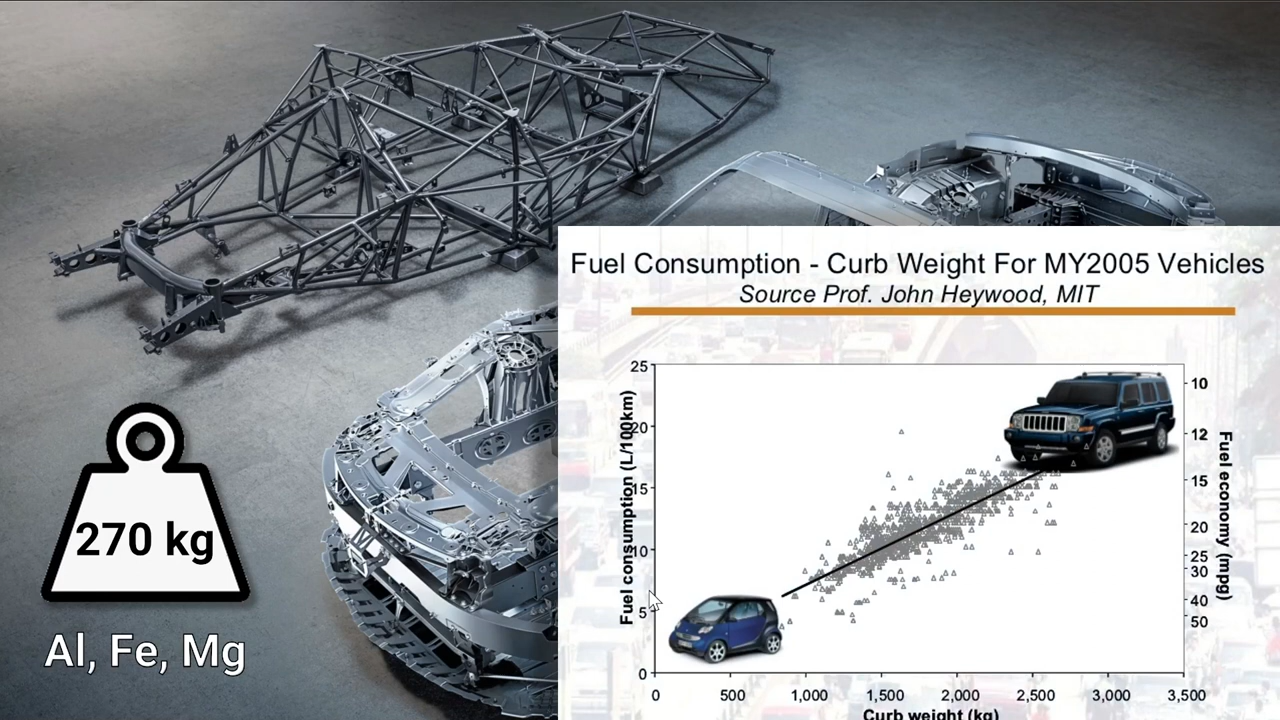 270 kg
Al, Fe, Mg
Fuel Consumption - Curb Weight For MY2005 Vehicles
Source Prof. John Heywood, MIT
Fuel consumption (L/100km)
25
20
15
10
5
0
10
12
15
20
25
30
40
50
Fuel economy (mpg)
0 500 1,000 1,500 2,000 2,500 3,000 3,500
Curb weight (kg)